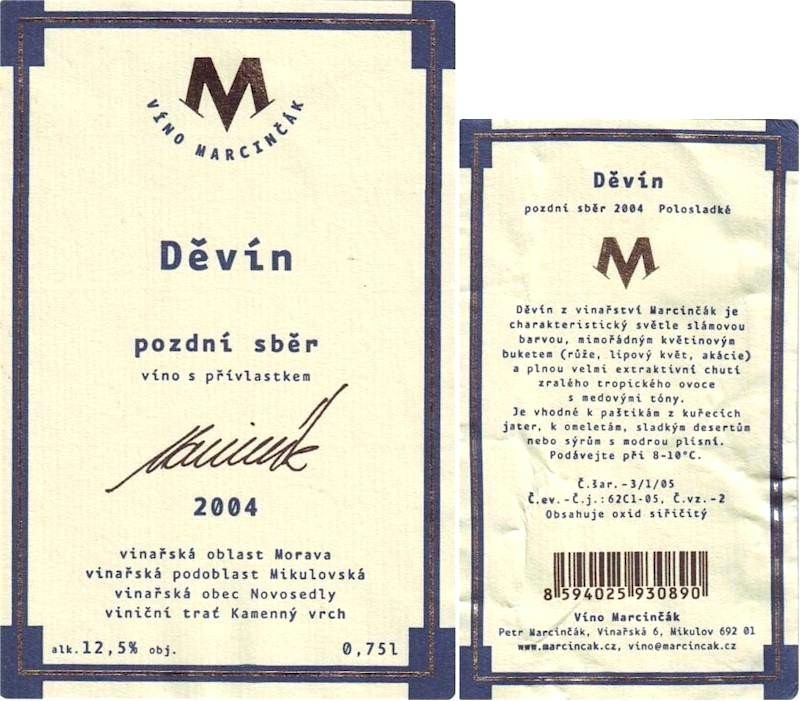 M
VÍNO MARCINČÁK
Děvín
pozdní sběr
víno s přívlastkem
2004
vinařská oblast Morava
vinařská podoblast Mikulovská
vinařská obec Novosedly
viniční trať Kamenný vrch
alk. 12,5% obj.
0,75l
Děvín
pozdní sběr 2004 Polosladké
M
Děvín z vinařství Marcinčák je
charakteristický světle slámovou
barvou, mimořádným květinovým
buketem (růže, lipový květ, akácie)
a plnou velmi extraktivní chutí
zralého tropického ovoce
s medovými tóny.
Je vhodné k paštikám z kuřecích
jater, k omeletám, sladkým desertům
nebo sýrům s modrou plísní.
Podávejte při 8-10°C.
Č.šar.-3/1/05
Č.ev.-Č.j.:62C1-05, Č.vz.-2
Obsahuje oxid siřičitý
8 594025 930890
Víno Marcinčák
Petr Marcinčák, Vinařská 6, Mikulov 692 01
www.marcincak.cz, vino@marcincak.cz